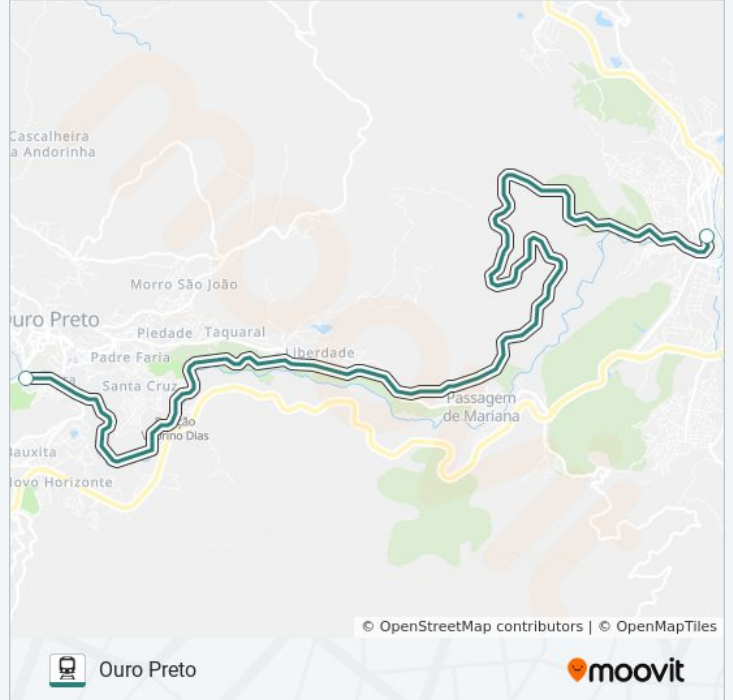 Cascalheira
a Andorinha
Morro São João
uro Preto
Piedade
Taquaral
Padre Faria
Liberdade
Santa Cruz
Passagem
de Mariana
Bauxita
Novo Horizonte
© OpenStreetMap contributors | © OpenMapTiles
Ouro Preto
moovit